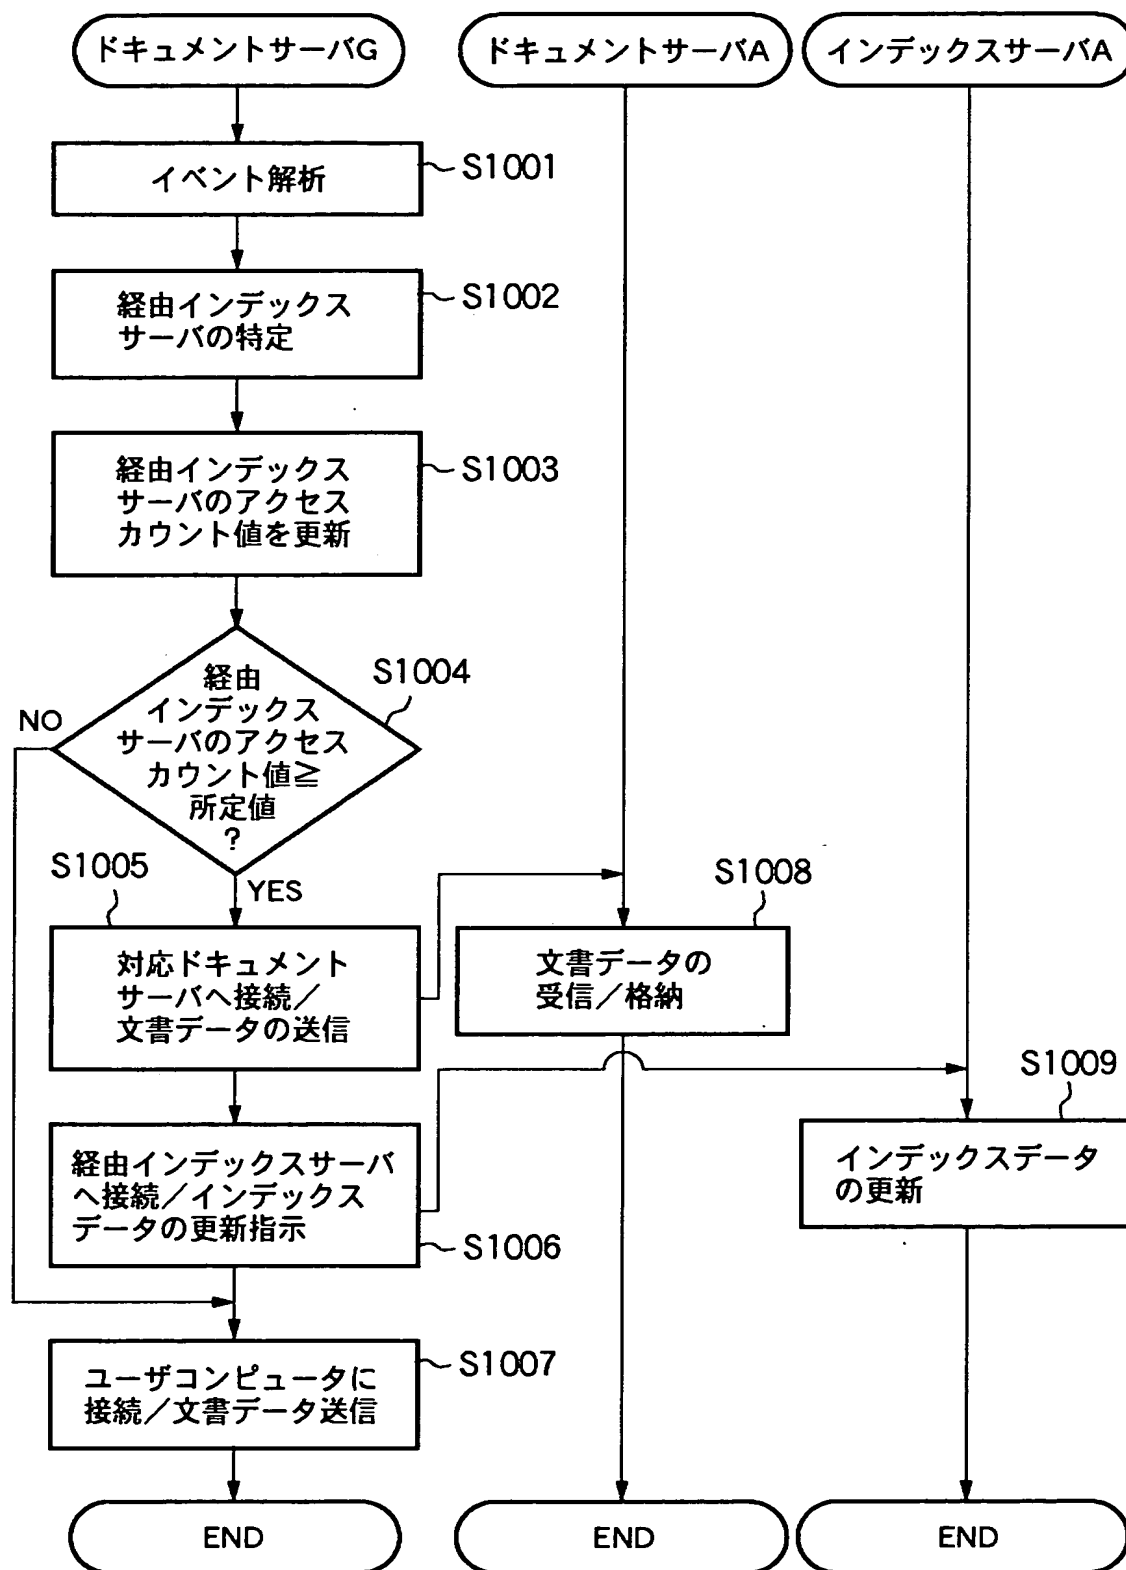 ドキュメントサーバG
ドキュメントサーバA
インデックスサーバA
イベント解析
S1001
経由インデックス
サーバの特定
S1002
経由インデックス
サーバのアクセス
カウント値を更新
S1003
経由
インデックス
サーバのアクセス
カウント値≧
所定値
?
S1004
NO
YES
S1005
対応ドキュメント
サーバへ接続／
文書データの送信
S1008
文書データの
受信／格納
経由インデックスサーバ
へ接続／インデックス
データの更新指示
S1006
S1009
インデックスデータ
の更新
ユーザコンピュータに
接続／文書データ送信
S1007
END
END
END